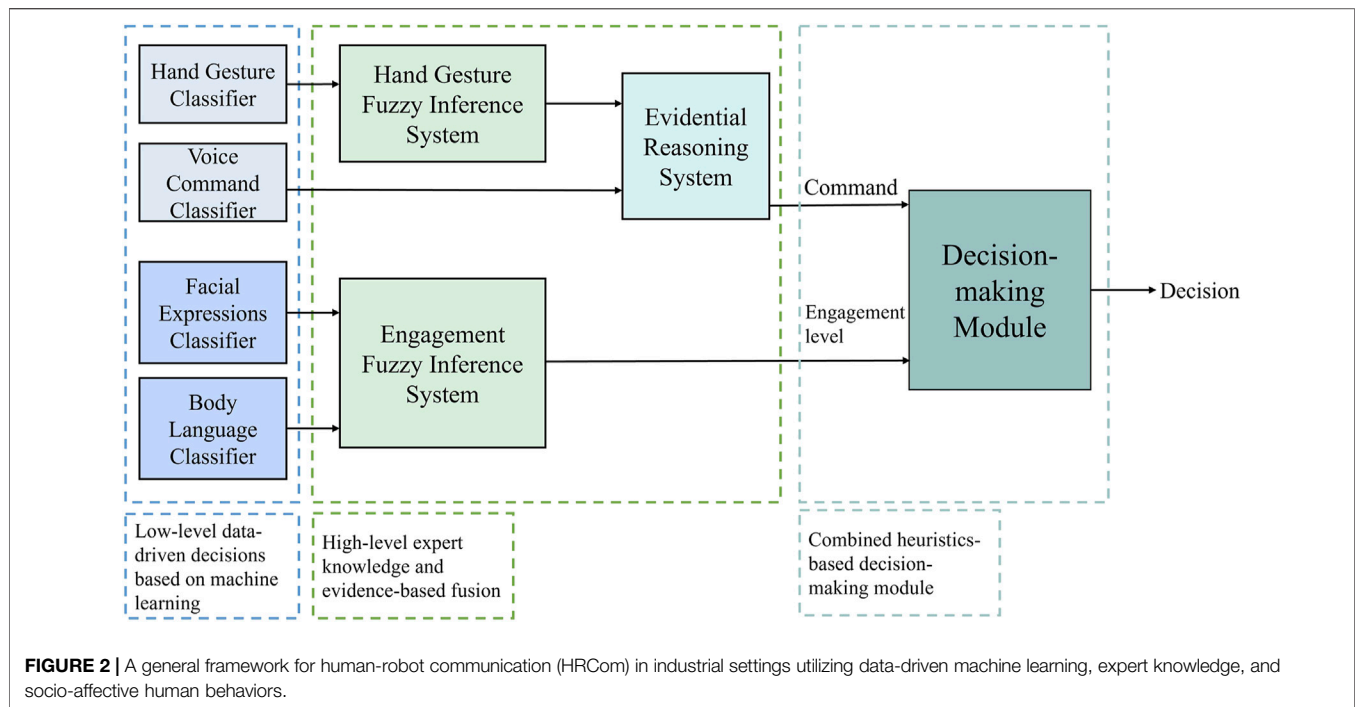 Hand Gesture
Classifier
Hand Gesture
Fuzzy Inference
System
Evidential
Reasoning
System
Voice
Command
Classifier
Command
Decision-
making
Module
Decision
Facial
Expressions
Classifier
Engagement
Fuzzy Inference
System
Engagement
level
Body
Language
Classifier
Low-level data-
driven decisions
based on machine
learning
High-level expert
knowledge and
evidence-based fusion
Combined heuristics-
based decision-
making module
FIGURE 2 | A general framework for human-robot communication (HRCom) in industrial settings utilizing data-driven machine learning, expert knowledge, and
socio-affective human behaviors.